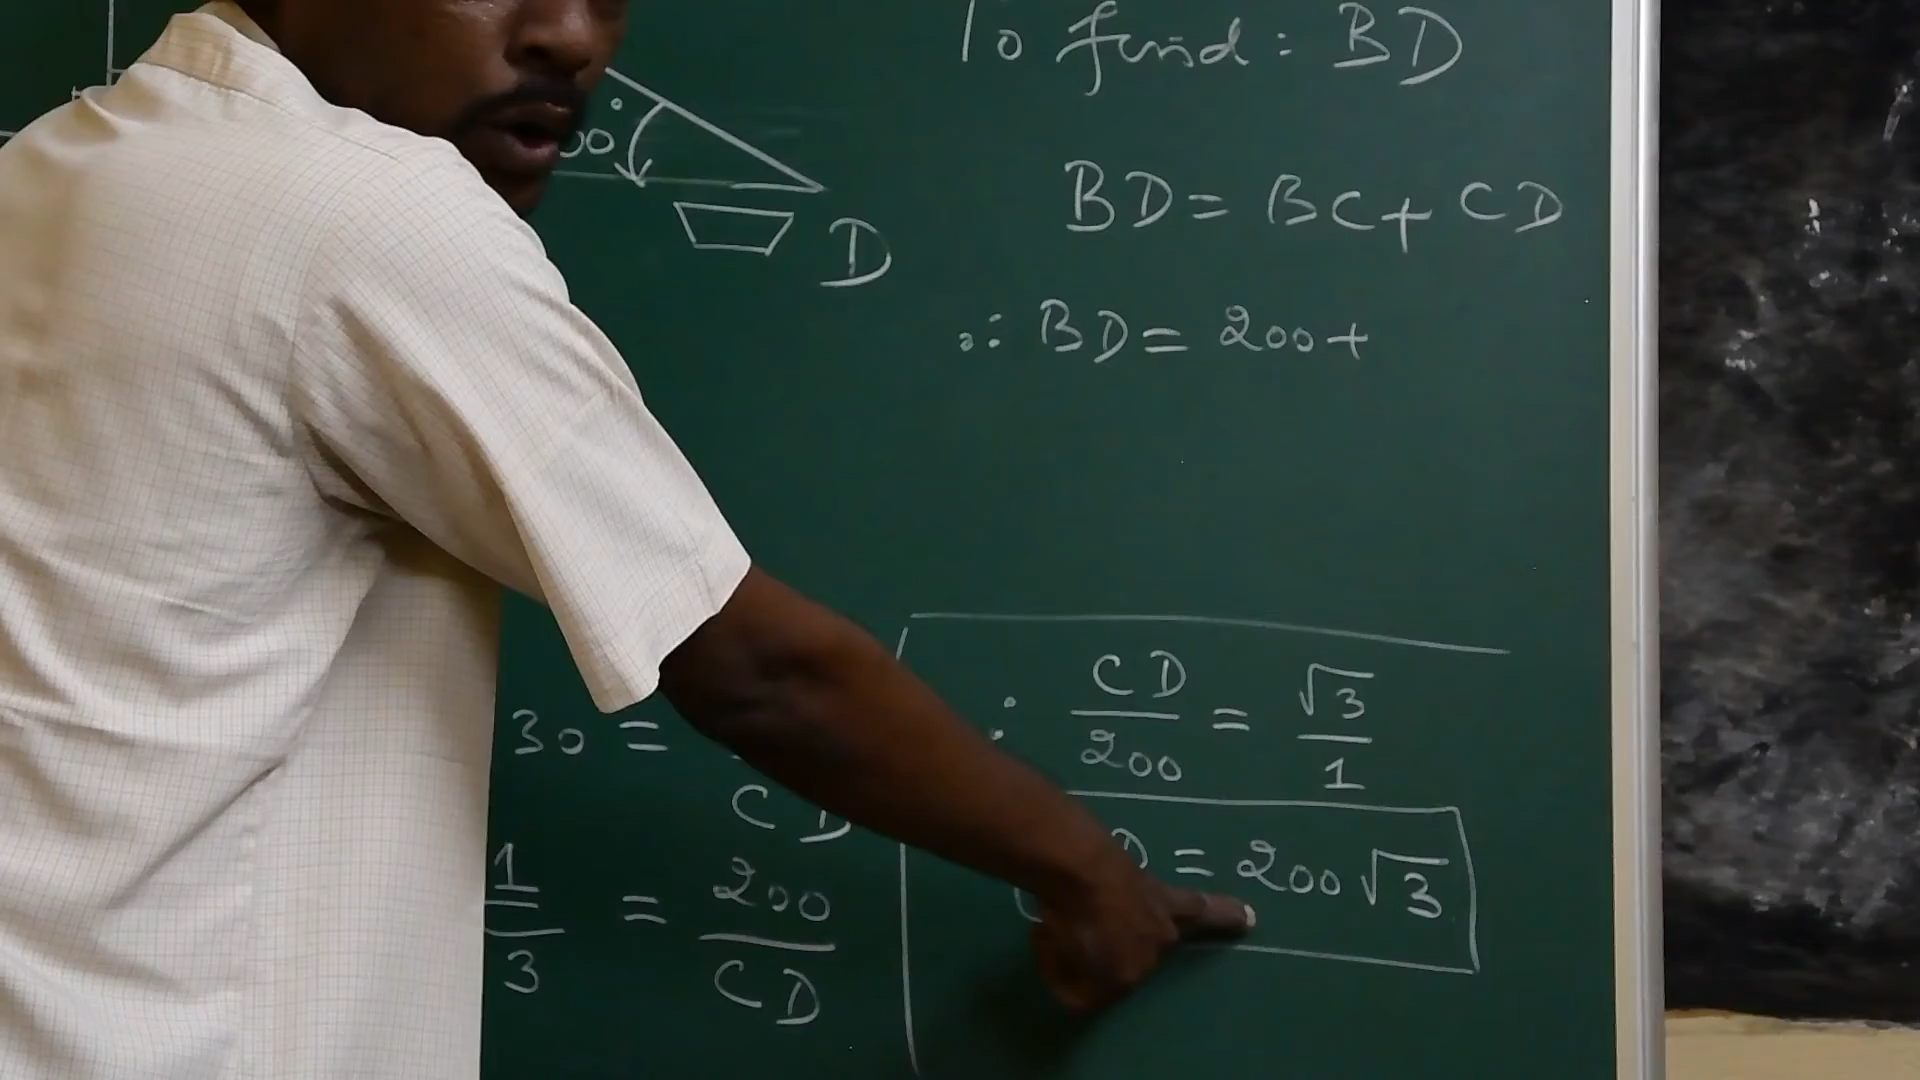 To find: BD
BD = BC + CD
∴ BD = 200 +
D
30 =
CD
1/3 = 200/CD
CD/200 = √3/1
D = 200√3